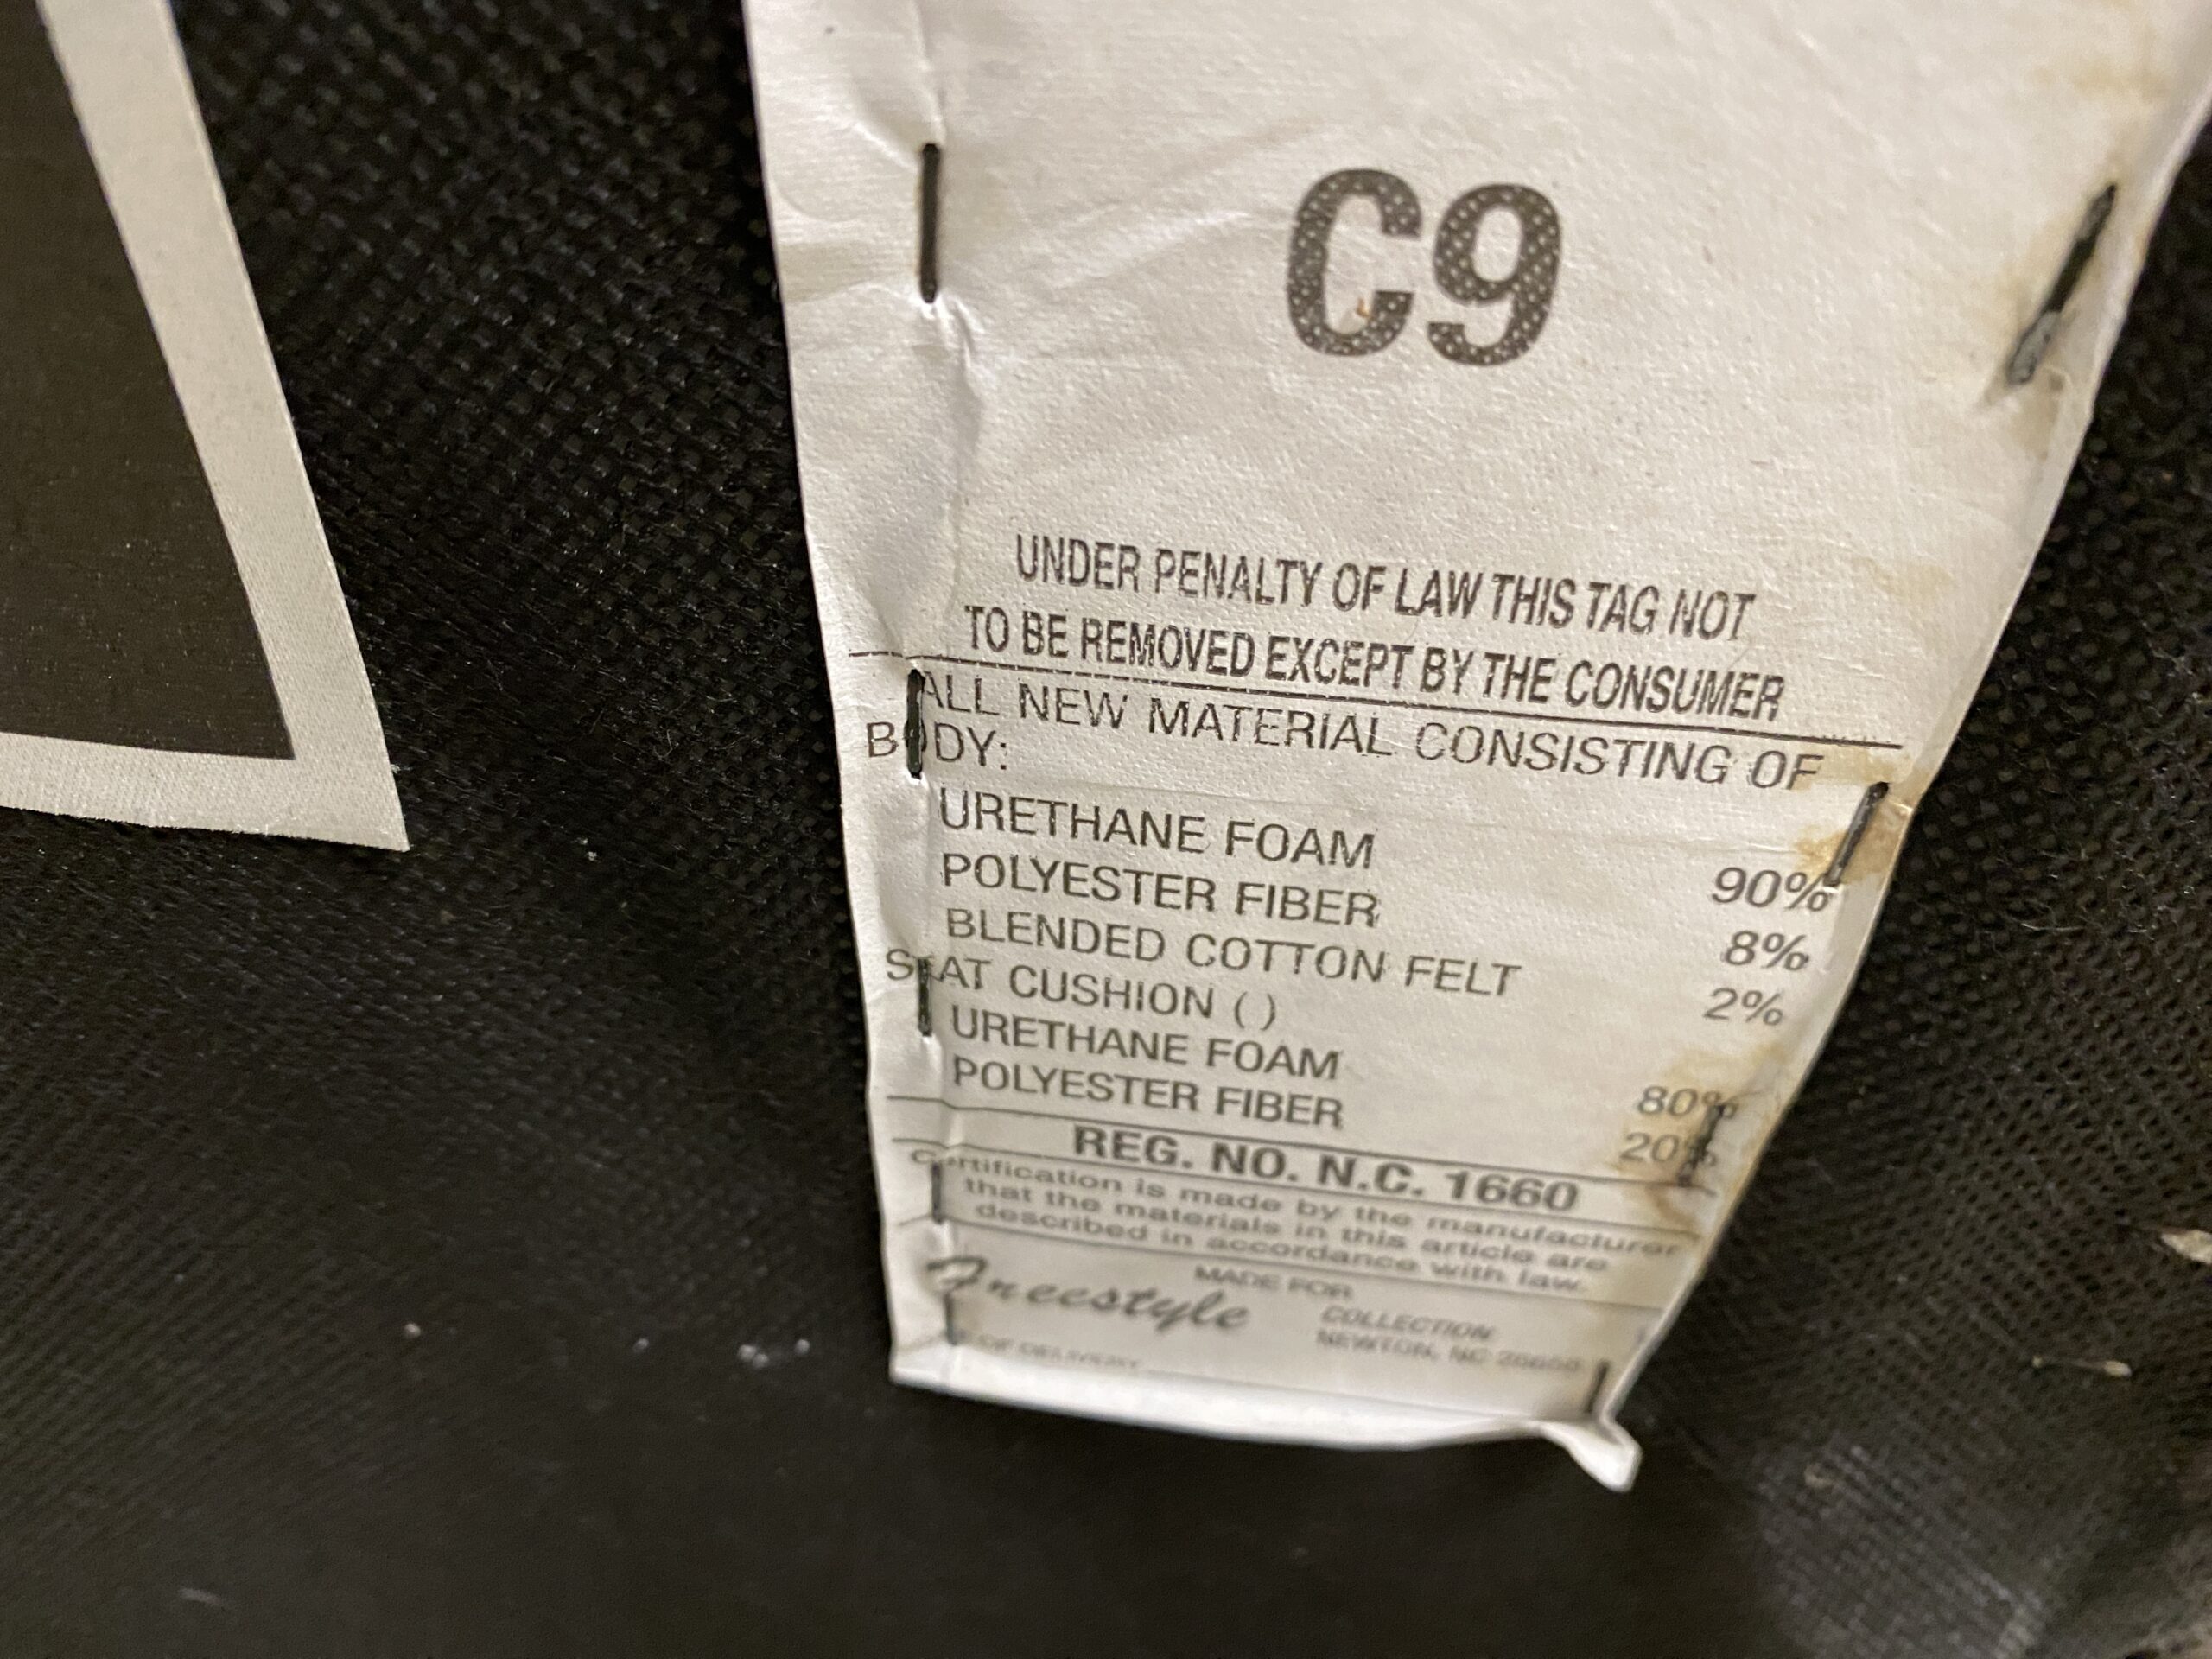 C9
UNDER PENALTY OF LAW THIS TAG NOT
TO BE REMOVED EXCEPT BY THE CONSUMER
ALL NEW MATERIAL CONSISTING OF
BODY:
URETHANE FOAM 90%
POLYESTER FIBER 8%
BLENDED COTTON FELT 2%
SEAT CUSHION ( )
URETHANE FOAM 80%
POLYESTER FIBER 20%
REG. NO. N.C. 1660
Certification is made by the manufacturer
that the materials in this article are
described in accordance with law.
MADE FOR
Freestyle COLLECTION
NEWTON, NC 28658
OF DELIVERY